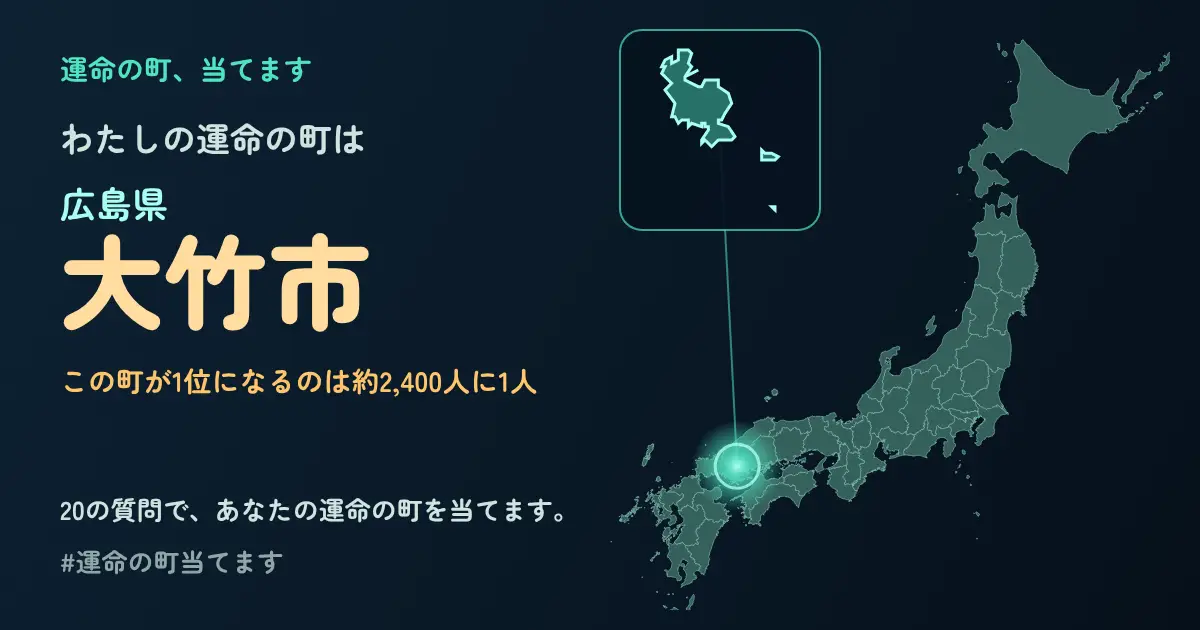 運命の町、当てます
わたしの運命の町は
広島県
大竹市
この町が1位になるのは約2,400人に1人
20の質問で、あなたの運命の町を当てます。
#運命の町当てます